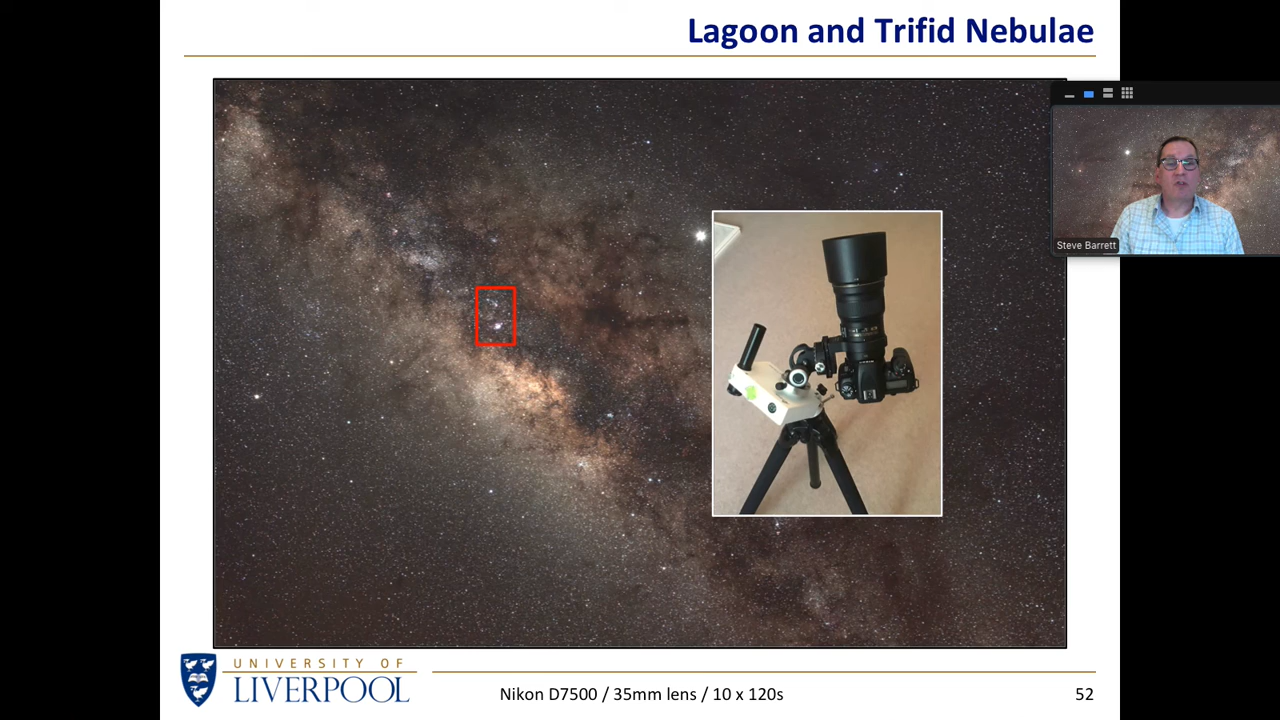 Lagoon and Trifid Nebulae
Steve Barrett
UNIVERSITY OF
LIVERPOOL
Nikon D7500 / 35mm lens / 10 x 120s
52